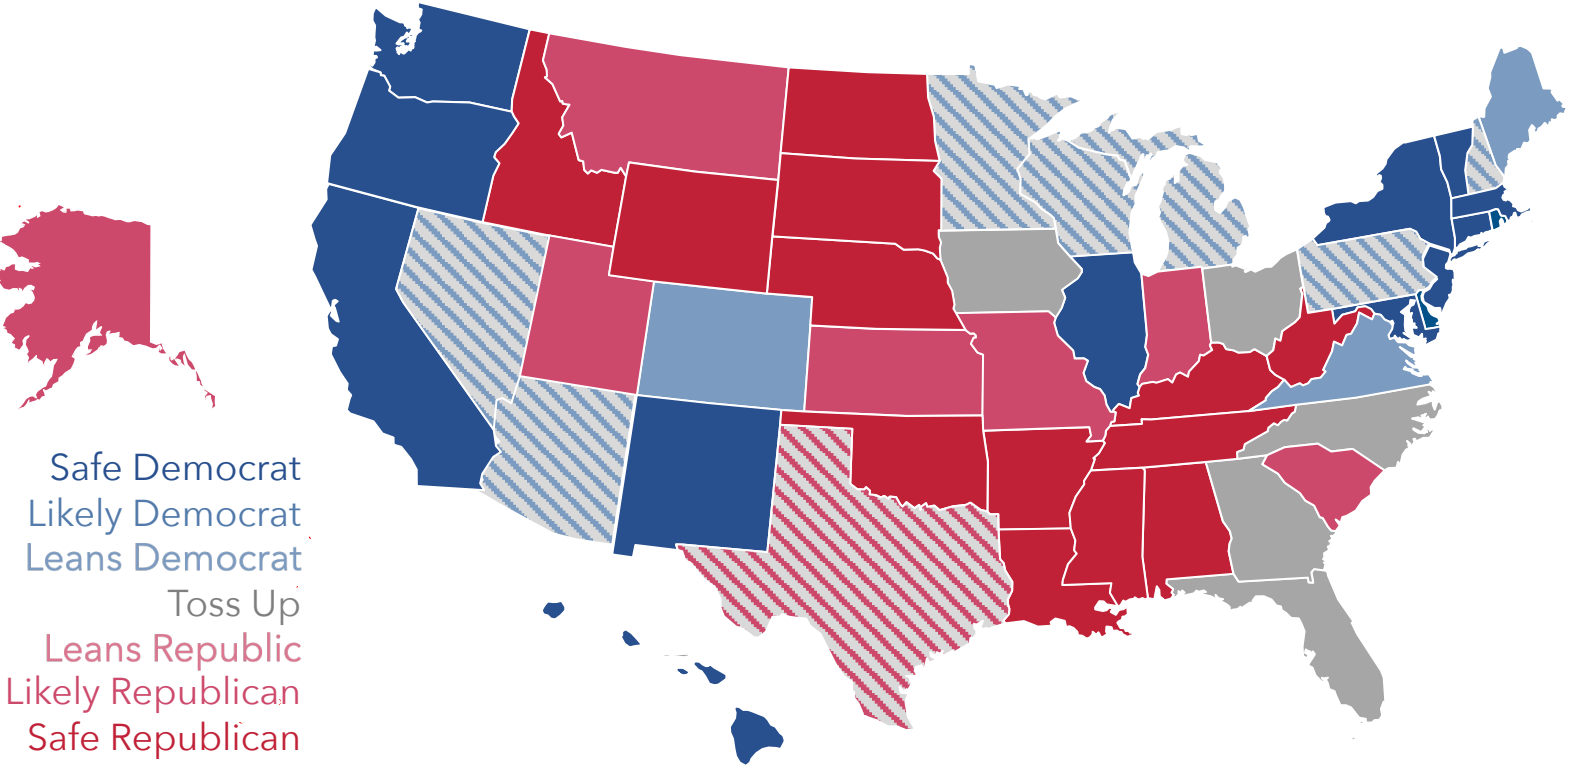 Safe Democrat
Likely Democrat
Leans Democrat
Toss Up
Leans Republic
Likely Republican
Safe Republican